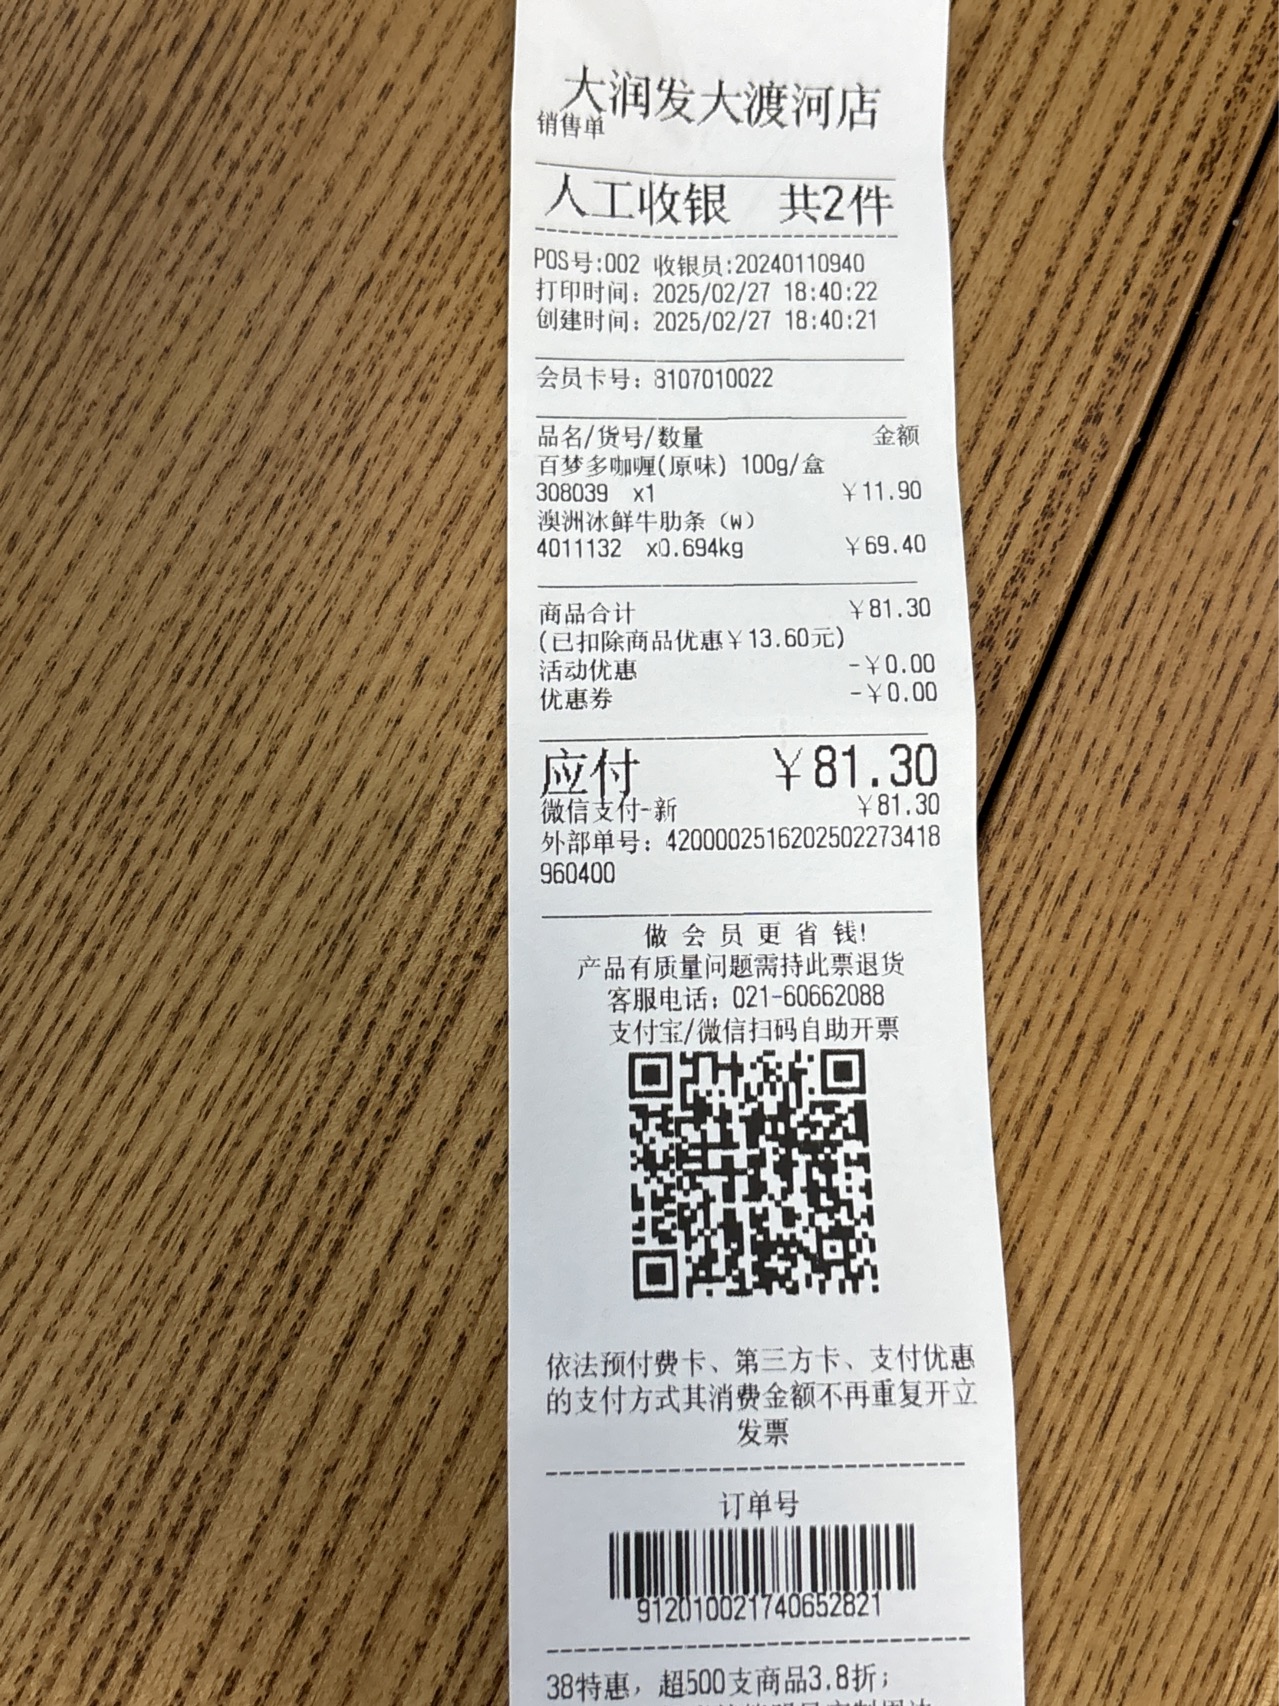 大润发大渡河店
销售单
人工收银 共2件
POS号:002 收银员:20240110940
打印时间: 2025/02/27 18:40:22
创建时间: 2025/02/27 18:40:21
会员卡号: 8107010022
品名/货号/数量 金额
百梦多咖喱(原味) 100g/盒
308039 x1 ￥11.90
澳洲冰鲜牛肋条（W）
4011132 x0.694kg ￥69.40
商品合计 ￥81.30
(已扣除商品优惠￥13.60元)
活动优惠 -￥0.00
优惠券 -￥0.00
应付 ￥81.30
微信支付-新 ￥81.30
外部单号: 4200002516202502273418
960400
做会员更省钱!
产品有质量问题需持此票退货
客服电话: 021-60662088
支付宝/微信扫码自助开票
依法预付费卡、第三方卡、支付优惠
的支付方式其消费金额不再重复开立
发票
订单号
912010021740652821
38特惠，超500支商品3.8折；